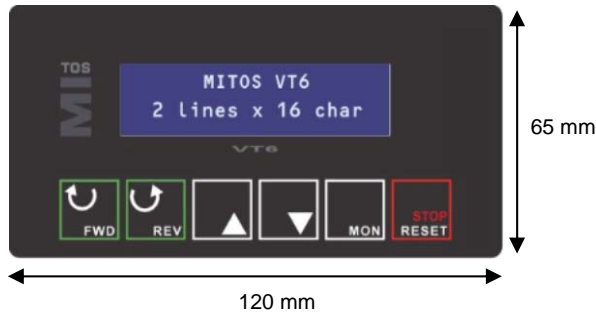 TOS
MI
MITOS VT6
2 lines x 16 char
VT6
FWD
REV
MON
STOP
RESET
65 mm
120 mm